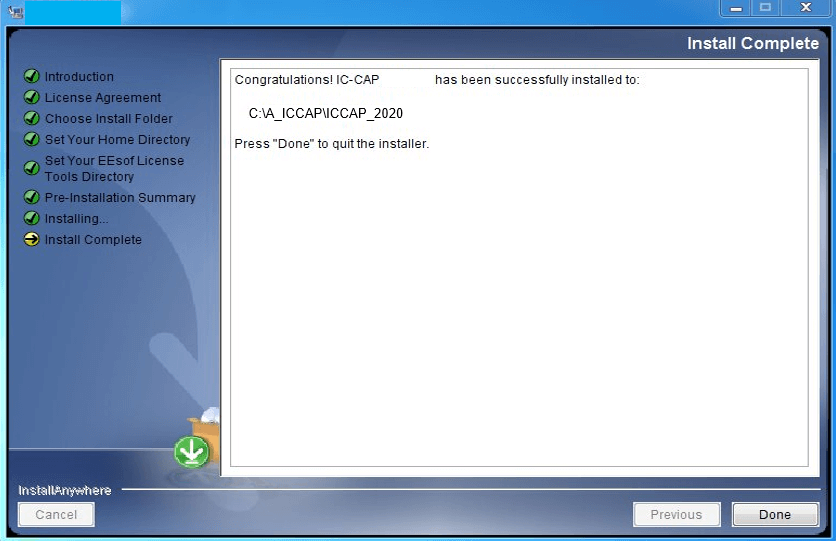 Install Complete
Introduction
License Agreement
Choose Install Folder
Set Your Home Directory
Set Your EEsof License
Tools Directory
Pre-Installation Summary
Installing...
Install Complete
Congratulations! IC-CAP has been successfully installed to:
C:\A_ICCAP\ICCAP_2020
Press "Done" to quit the installer.
InstallAnywhere
Cancel
Previous
Done